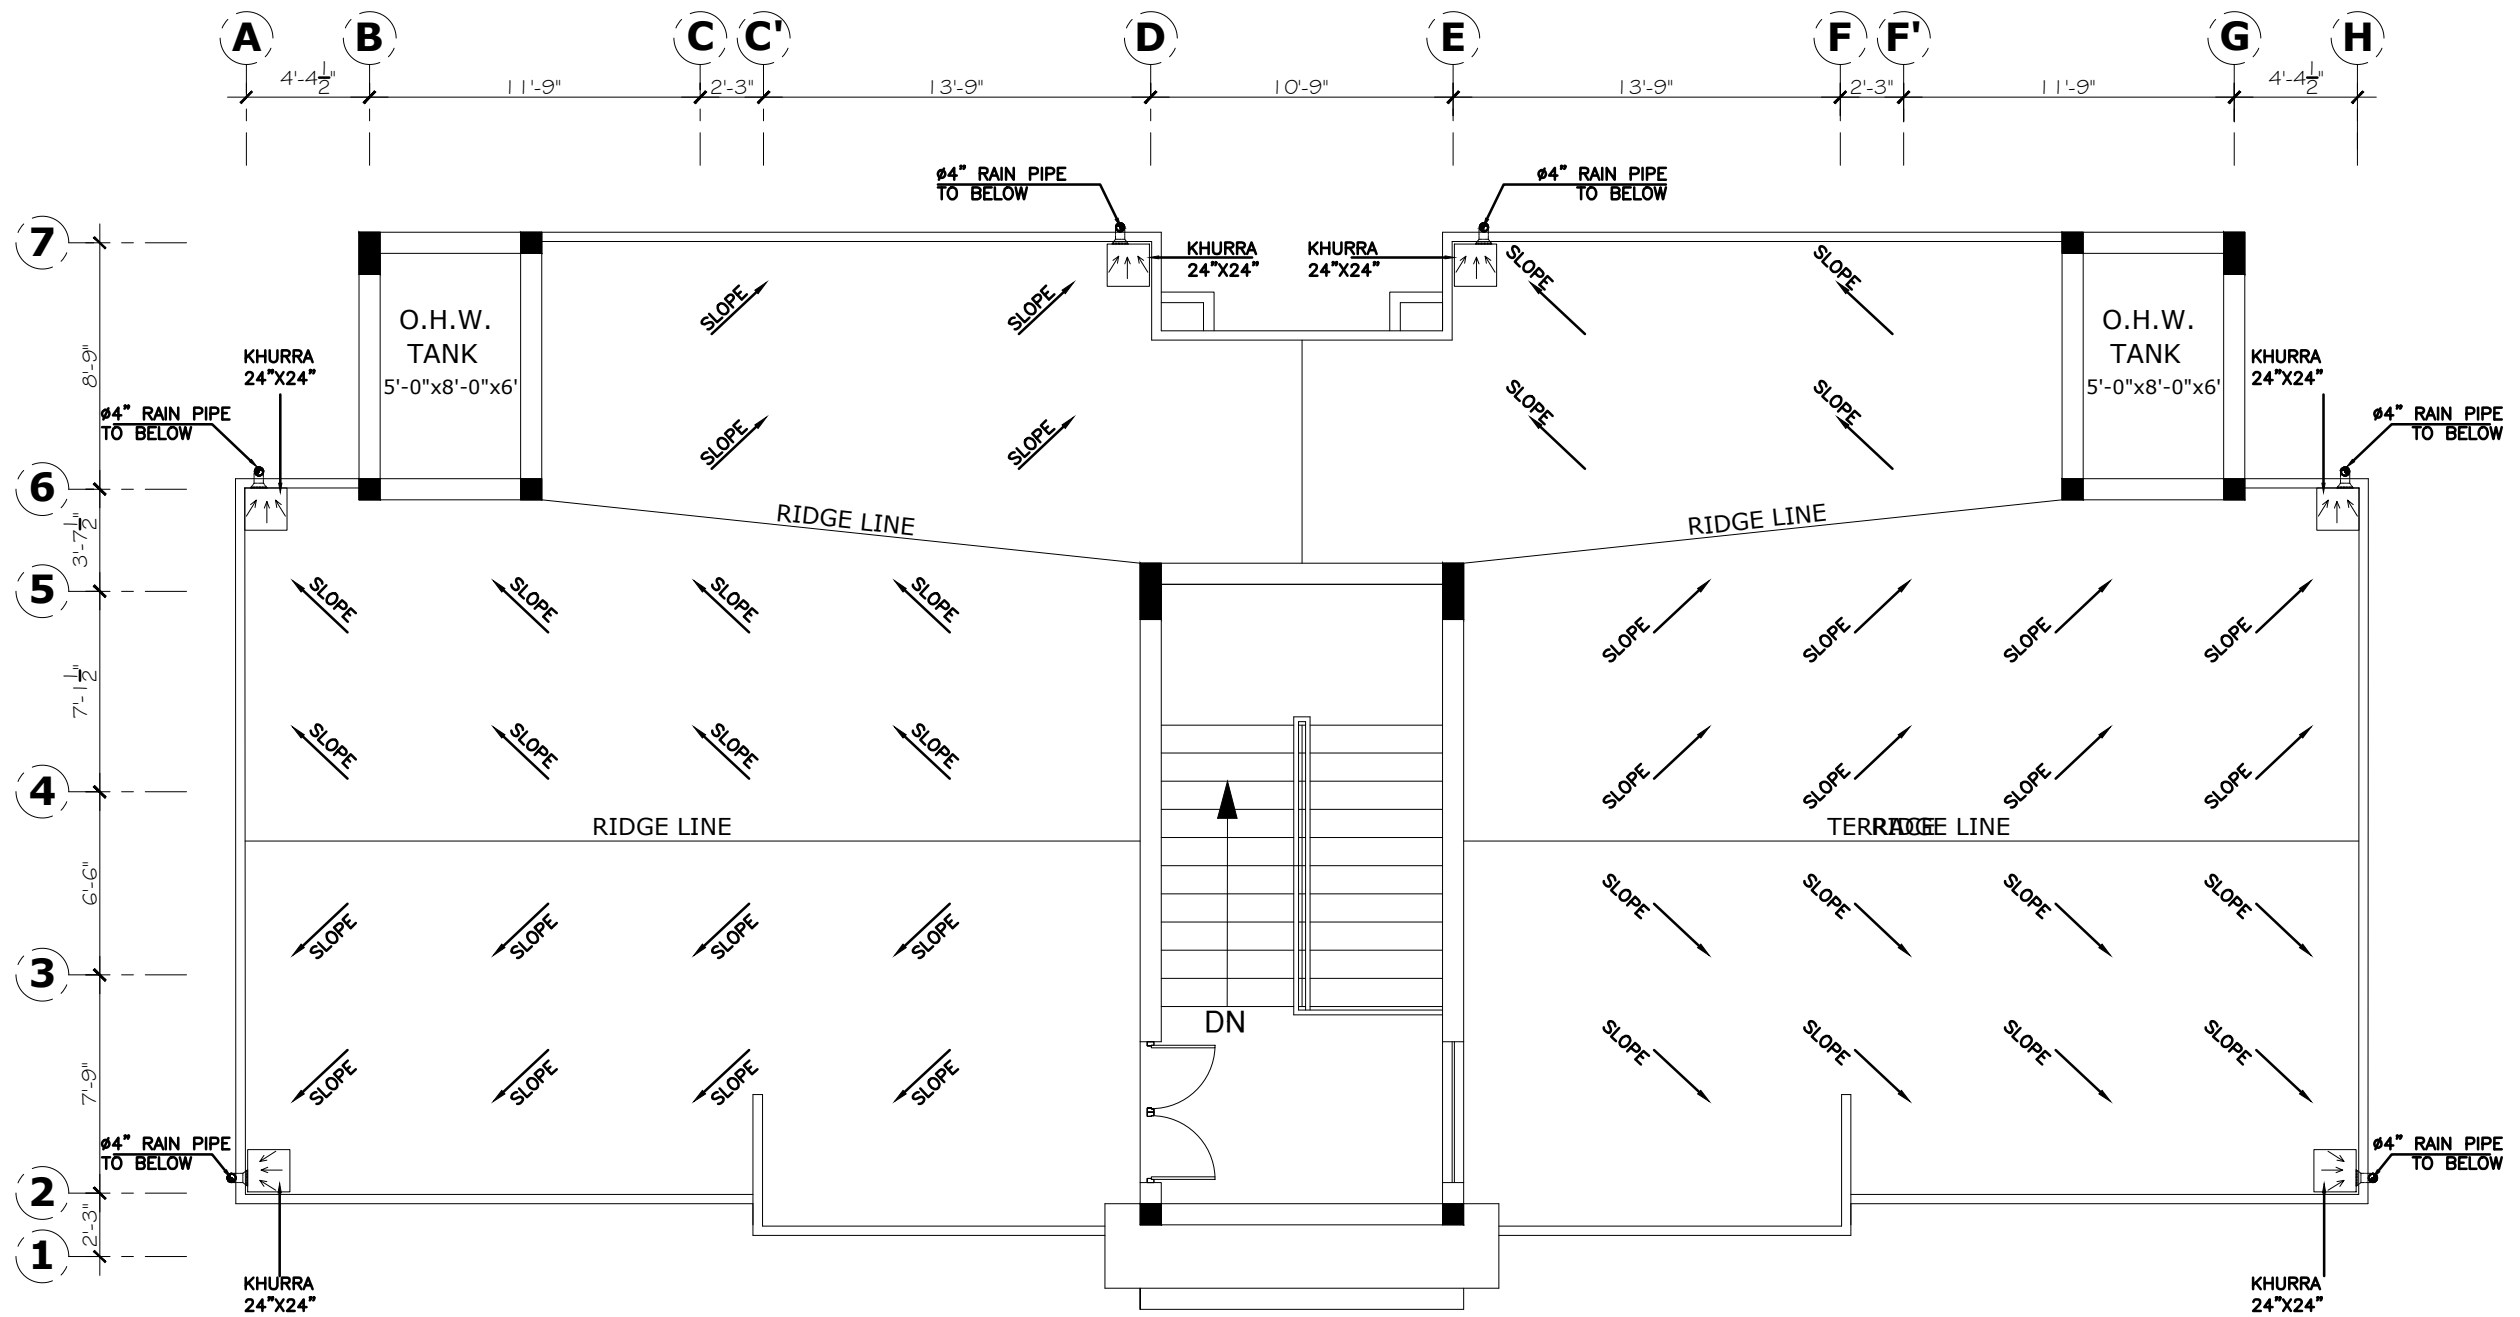 A B C C' D E F F' G H
4'-4½" 11'-9" 2'-3" 13'-9" 10'-9" 13'-9" 2'-3" 11'-9" 4'-4½"
ø4" RAIN PIPE
TO BELOW
ø4" RAIN PIPE
TO BELOW
7
KHURRA
24"X24"
KHURRA
24"X24"
SLOPE SLOPE SLOPE SLOPE
O.H.W.
TANK
5'-0"x8'-0"x6'
O.H.W.
TANK
5'-0"x8'-0"x6'
8'-9"
KHURRA
24"X24"
KHURRA
24"X24"
SLOPE SLOPE SLOPE SLOPE
ø4" RAIN PIPE
TO BELOW
ø4" RAIN PIPE
TO BELOW
6
RIDGE LINE RIDGE LINE
3'-7½"
5
SLOPE SLOPE SLOPE SLOPE SLOPE SLOPE SLOPE SLOPE
7'-1½"
SLOPE SLOPE SLOPE SLOPE SLOPE SLOPE SLOPE SLOPE
4
RIDGE LINE TERRACE RIDGE LINE
6'-6"
SLOPE SLOPE SLOPE SLOPE SLOPE SLOPE SLOPE SLOPE
3
DN
7'-9"
SLOPE SLOPE SLOPE SLOPE SLOPE SLOPE SLOPE SLOPE
ø4" RAIN PIPE
TO BELOW
ø4" RAIN PIPE
TO BELOW
2
2'-3"
1
KHURRA
24"X24"
KHURRA
24"X24"